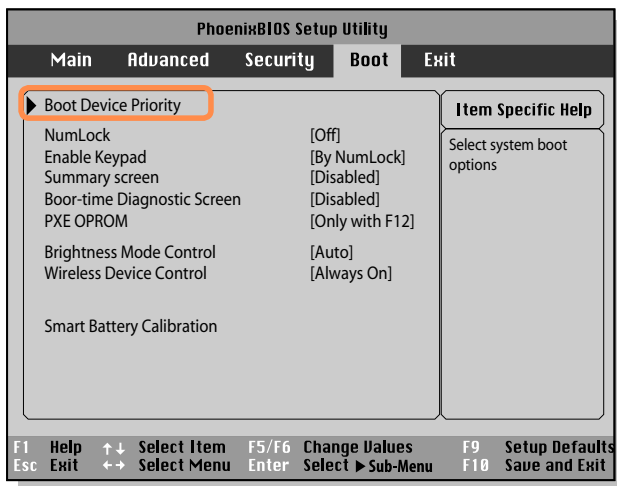 PhoenixBIOS Setup Utility
Main Advanced Security Boot Exit
Boot Device Priority
NumLock [Off]
Enable Keypad [By NumLock]
Summary screen [Disabled]
Boor-time Diagnostic Screen [Disabled]
PXE OPROM [Only with F12]
Brightness Mode Control [Auto]
Wireless Device Control [Always On]
Smart Battery Calibration
Item Specific Help
Select system boot
options
F1 Help ↑↓ Select Item F5/F6 Change Values F9 Setup Defaults
Esc Exit ←→ Select Menu Enter Select ▶ Sub-Menu F10 Save and Exit